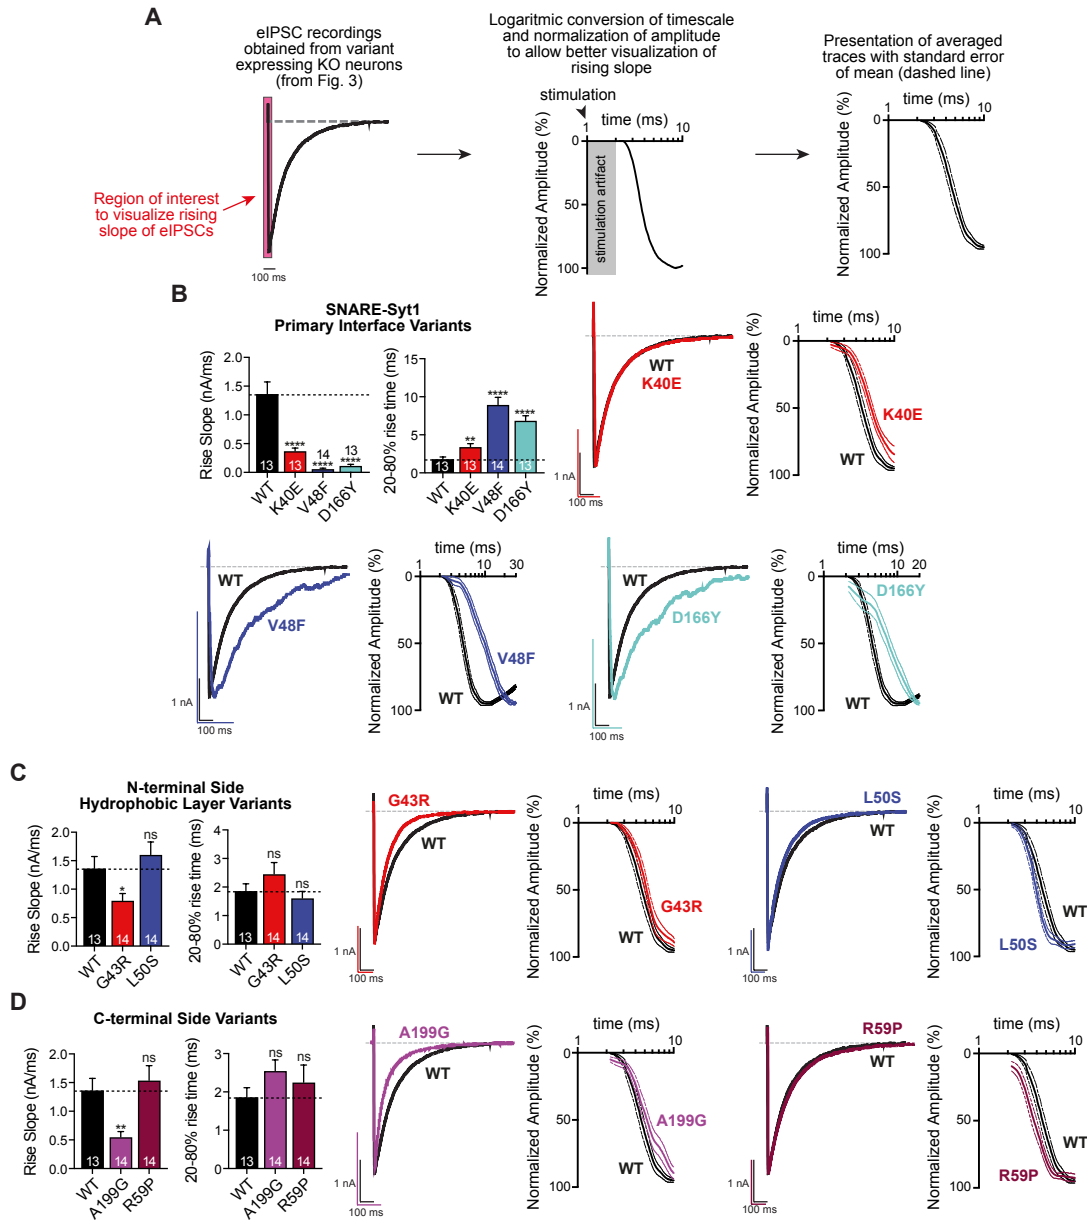 A
eIPSC recordings
obtained from variant
expressing KO neurons
(from Fig. 3)
Region of interest
to visualize rising
slope of eIPSCs
100 ms
Logaritmic conversion of timescale
and normalization of amplitude
to allow better visualization of
rising slope
stimulation
time (ms)
1
10
Normalized Amplitude (%)
0
50
100
stimulation artifact
Presentation of averaged
traces with standard error
of mean (dashed line)
time (ms)
1
10
Normalized Amplitude (%)
0
50
100
B
SNARE-Syt1
Primary Interface Variants
Rise Slope (nA/ms)
2.0
1.5
1.0
0.5
0.0
****
14
****
13
****
13
13
WT
K40E
V48F
D166Y
20-80% rise time (ms)
15
10
5
0
**
****
****
13
13
14
13
WT
K40E
V48F
D166Y
WT
K40E
1 nA
100 ms
time (ms)
1
10
Normalized Amplitude (%)
0
50
100
K40E
WT
WT
V48F
1 nA
100 ms
time (ms)
1
10
30
Normalized Amplitude (%)
0
50
100
V48F
WT
WT
D166Y
1 nA
100 ms
time (ms)
1
10
20
Normalized Amplitude (%)
0
50
100
D166Y
WT
C
N-terminal Side
Hydrophobic Layer Variants
Rise Slope (nA/ms)
2.0
1.5
1.0
0.5
0.0
*
ns
13
14
14
WT
G43R
L50S
20-80% rise time (ms)
4
3
2
1
0
ns
ns
13
14
14
WT
G43R
L50S
G43R
WT
1 nA
100 ms
time (ms)
1
10
Normalized Amplitude (%)
0
50
100
G43R
WT
L50S
WT
1 nA
100 ms
time (ms)
1
10
Normalized Amplitude (%)
0
50
100
WT
L50S
D
C-terminal Side Variants
Rise Slope (nA/ms)
2.0
1.5
1.0
0.5
0.0
**
ns
13
14
14
WT
A199G
R59P
20-80% rise time (ms)
3
2
1
0
ns
ns
13
14
14
WT
A199G
R59P
A199G
WT
1 nA
100 ms
time (ms)
1
10
Normalized Amplitude (%)
0
50
100
A199G
WT
R59P
WT
1 nA
100 ms
time (ms)
1
10
Normalized Amplitude (%)
0
50
100
WT
R59P